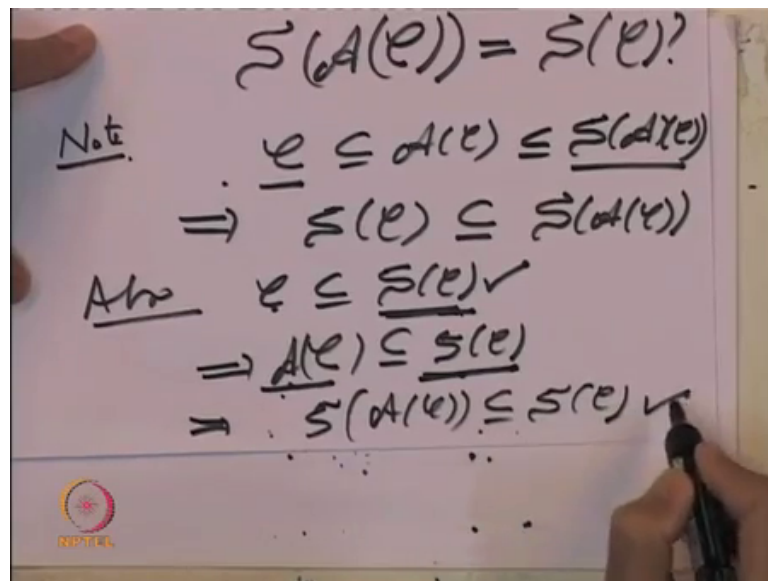 S(A(C)) = S(C)?
Note. C ⊆ A(C) ⊆ S(A(C))
⇒ S(C) ⊆ S(A(C))
Also C ⊆ S(C) ✓
⇒ A(C) ⊆ S(C)
⇒ S(A(C)) ⊆ S(C) ✓
NPTEL